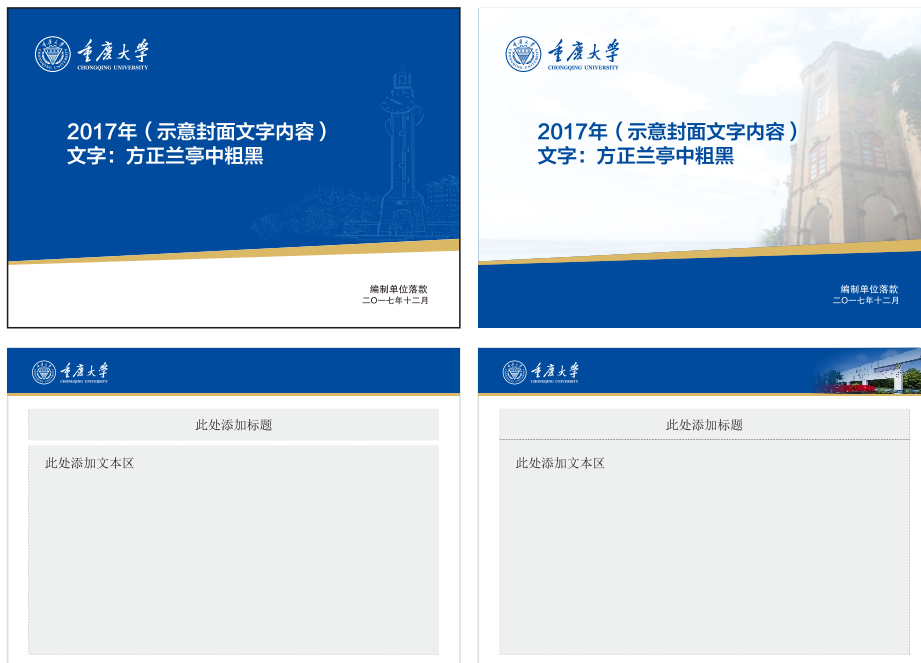 重庆大学
CHONGQING UNIVERSITY
2017年（示意封面文字内容）
文字：方正兰亭中粗黑
编制单位落款
二〇一七年十二月
重庆大学
CHONGQING UNIVERSITY
2017年（示意封面文字内容）
文字：方正兰亭中粗黑
编制单位落款
二〇一七年十二月
重庆大学
CHONGQING UNIVERSITY
此处添加标题
此处添加文本区
重庆大学
CHONGQING UNIVERSITY
此处添加标题
此处添加文本区